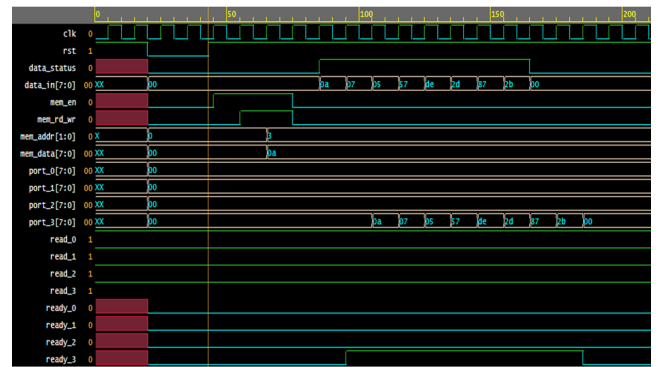 0 50 100 150 200
clk 0
rst 1
data_status 0
data_in[7:0] 00 XX 00 0a 07 05 57 de 2d 87 2b 00
mem_en 0
mem_rd_wr 0
mem_addr[1:0] 0 X 0 3
mem_data[7:0] 00 XX 00 0a
port_0[7:0] 00 XX 00
port_1[7:0] 00 XX 00
port_2[7:0] 00 XX 00
port_3[7:0] 00 XX 00 0a 07 05 57 de 2d 87 2b 00
read_0 1
read_1 1
read_2 1
read_3 1
ready_0 0
ready_1 0
ready_2 0
ready_3 0